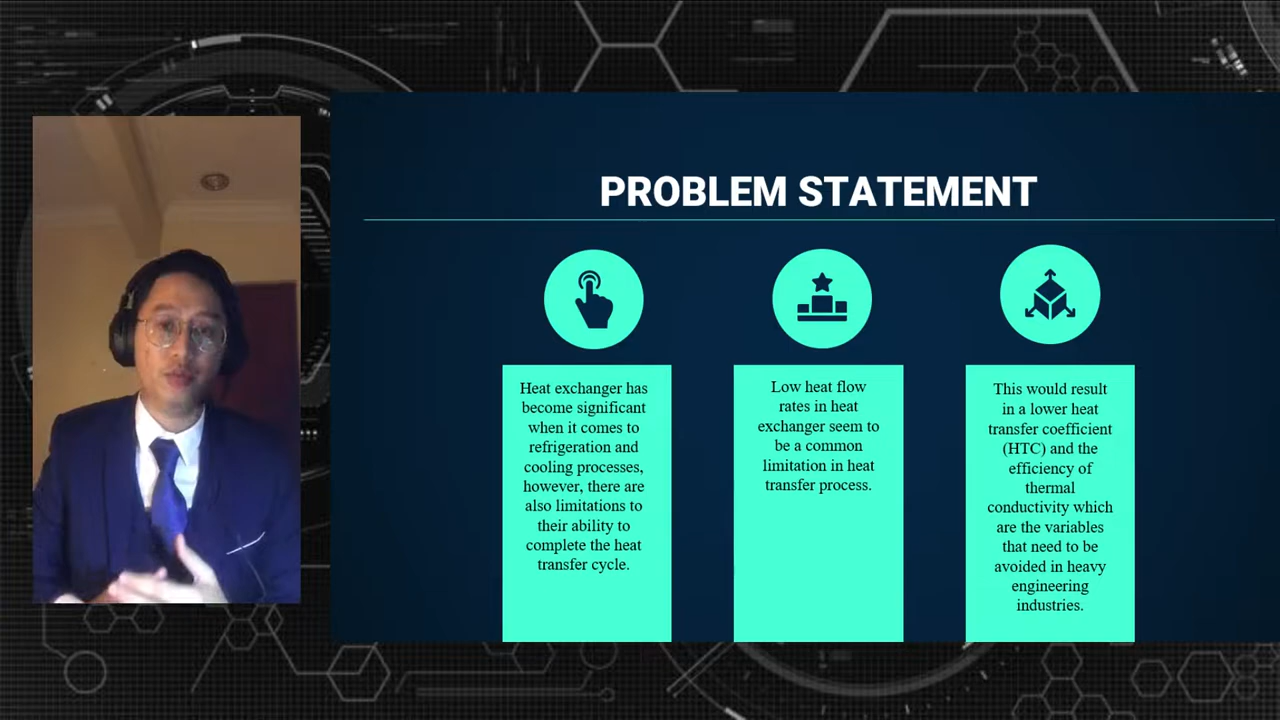 PROBLEM STATEMENT
Heat exchanger has
become significant
when it comes to
refrigeration and
cooling processes,
however, there are
also limitations to
their ability to
complete the heat
transfer cycle.
Low heat flow
rates in heat
exchanger seem to
be a common
limitation in heat
transfer process.
This would result
in a lower heat
transfer coefficient
(HTC) and the
efficiency of
thermal
conductivity which
are the variables
that need to be
avoided in heavy
engineering
industries.